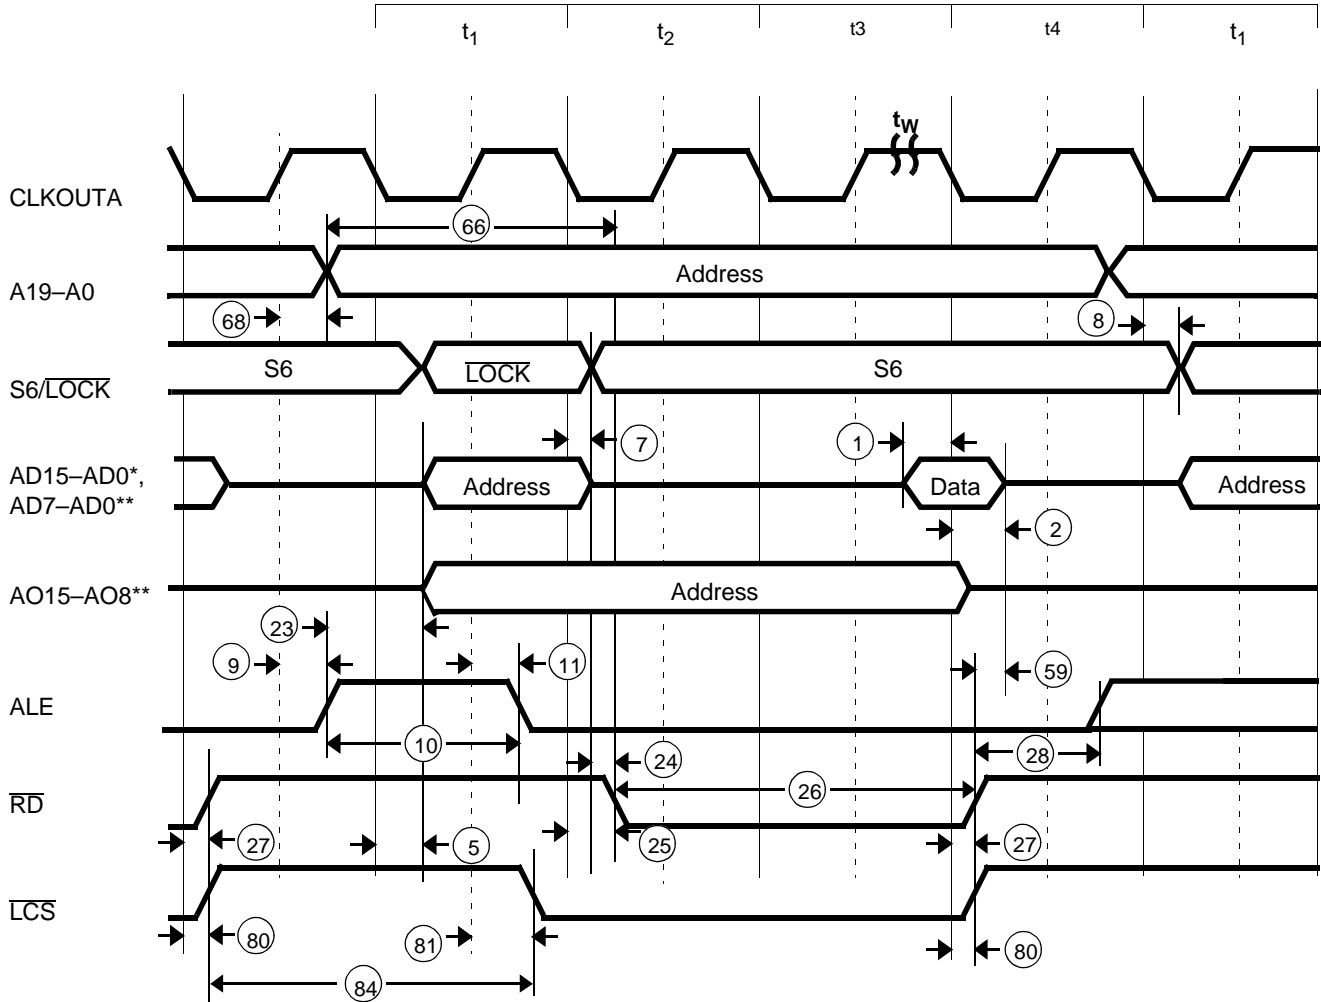 t1 t2 t3 t4 t1
tW
CLKOUTA
66
Address
A19–A0
68 8
S6 LOCK S6
S6/LOCK
7 1
AD15–AD0*,
AD7–AD0**
Address Data Address
2
AO15–AO8** Address
23
9 11 59
ALE
10 24 28
RD 26
27 5 25 27
LCS
80 81 80
84